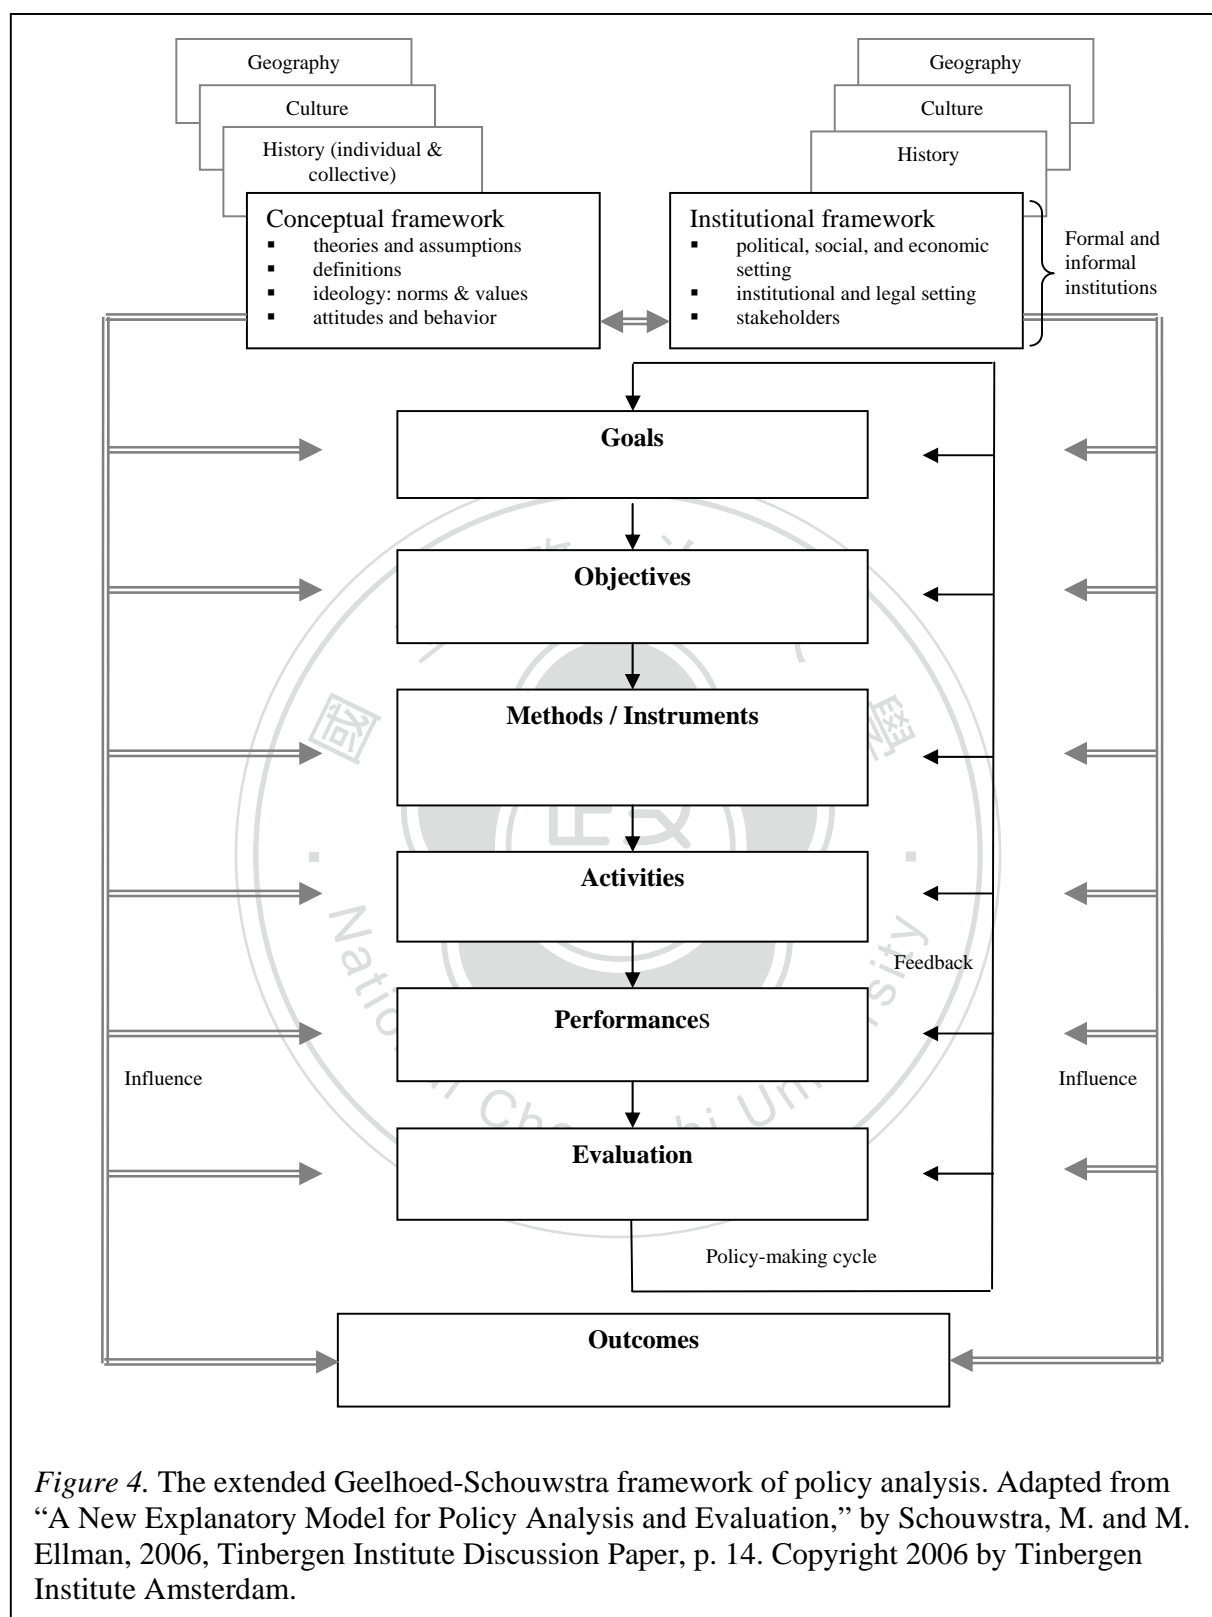 Geography
Culture
History (individual &
collective)
Geography
Culture
History
Conceptual framework
▪ theories and assumptions
▪ definitions
▪ ideology: norms & values
▪ attitudes and behavior
Institutional framework
▪ political, social, and economic
setting
▪ institutional and legal setting
▪ stakeholders
Formal and
informal
institutions
Goals
Objectives
Methods / Instruments
Activities
Feedback
Performances
Influence
Influence
Evaluation
Policy-making cycle
Outcomes
國
學
Figure 4. The extended Geelhoed-Schouwstra framework of policy analysis. Adapted from
“A New Explanatory Model for Policy Analysis and Evaluation,” by Schouwstra, M. and M.
Ellman, 2006, Tinbergen Institute Discussion Paper, p. 14. Copyright 2006 by Tinbergen
Institute Amsterdam.